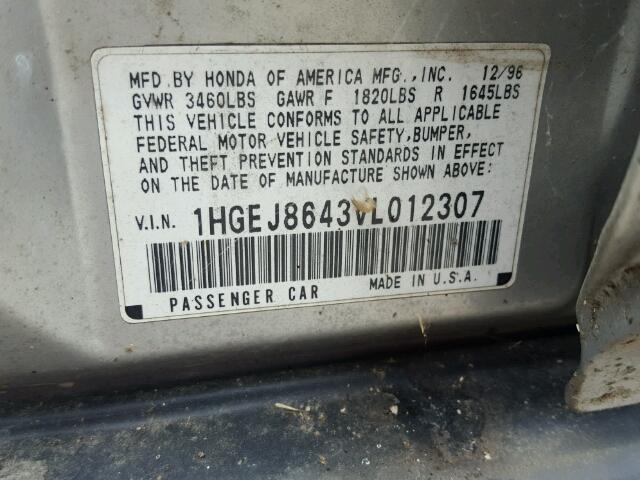 MFD.BY HONDA OF AMERICA MFG.,INC. 12/96
GVWR 3460LBS GAWR F 1820LBS R 1645LBS
THIS VEHICLE CONFORMS TO ALL APPLICABLE
FEDERAL MOTOR VEHICLE SAFETY,BUMPER,
AND THEFT PREVENTION STANDARDS IN EFFECT
ON THE DATE OF MANUFACTURE SHOWN ABOVE:
V.I.N. 1HGEJ8643VL012307
PASSENGER CAR MADE IN U.S.A.